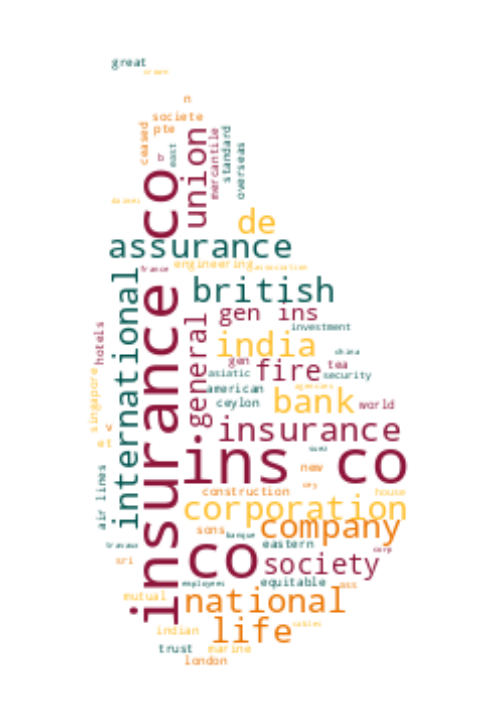 great
n
societe
pte
ceased
east
union
mercantile
standard
overseas
co
de
assurance
france
engineering
association
british
international
insurance
gen ins
general
investment
hotels
india
china
gen
fire
tea
asiatic
security
singapore
american
ceylon
bank
world
insurance
ins co
new
air lines
construction
house
corporation
sons
company
banque
eastern
travaux
co
corp
sri
society
employees
equitable
ass
mutual
national
indian
life
cables
trust
marine
london